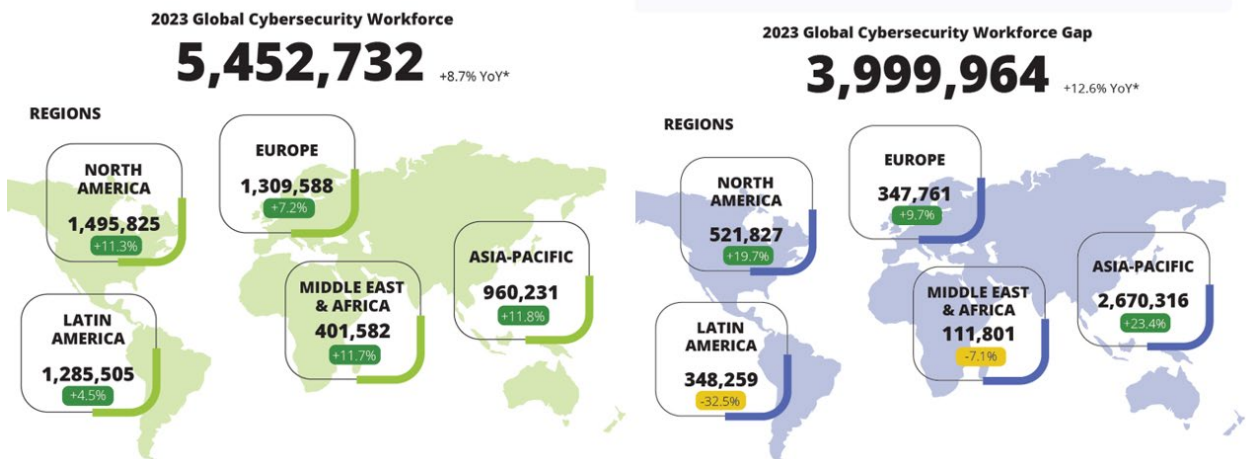 2023 Global Cybersecurity Workforce
5,452,732 +8.7% YoY*
REGIONS
NORTH
AMERICA
1,495,825
+11.3%
EUROPE
1,309,588
+7.2%
ASIA-PACIFIC
960,231
+11.8%
MIDDLE EAST
& AFRICA
401,582
+11.7%
LATIN
AMERICA
1,285,505
+4.5%
2023 Global Cybersecurity Workforce Gap
3,999,964 +12.6% YoY*
REGIONS
NORTH
AMERICA
521,827
+19.7%
EUROPE
347,761
+9.7%
ASIA-PACIFIC
2,670,316
+23.4%
MIDDLE EAST
& AFRICA
111,801
-7.1%
LATIN
AMERICA
348,259
-32.5%